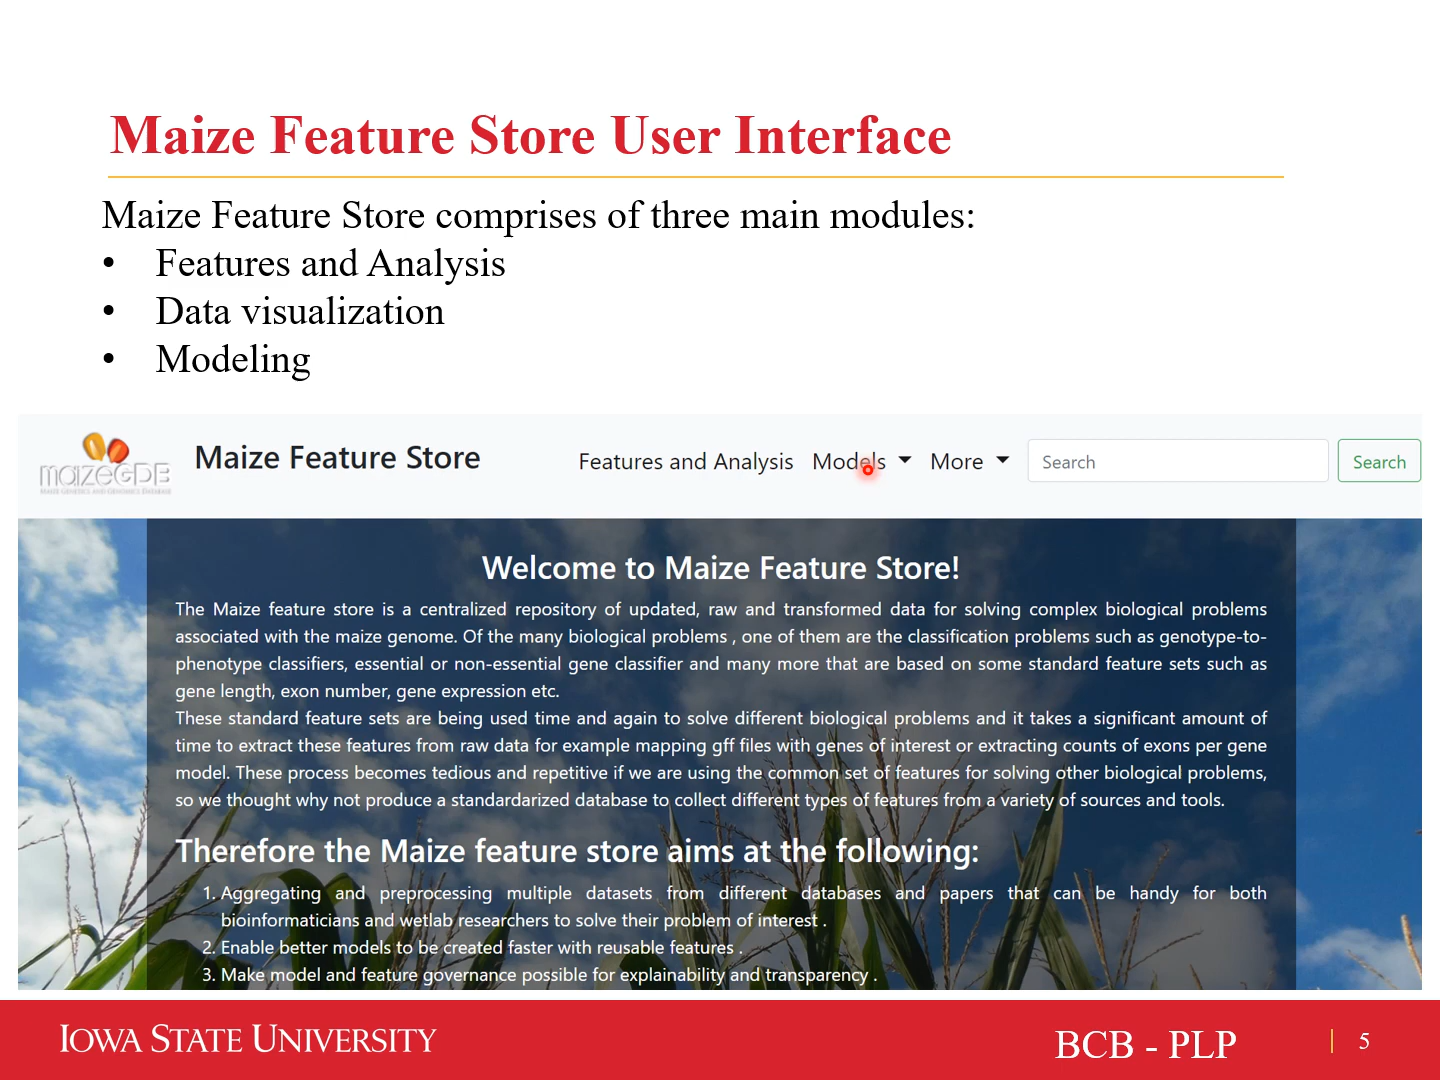 Maize Feature Store User Interface
Maize Feature Store comprises of three main modules:
• Features and Analysis
• Data visualization
• Modeling
maizeGDB
MAIZE GENETICS AND GENOMICS DATABASE
Maize Feature Store
Features and Analysis Models More Search Search
Welcome to Maize Feature Store!
The Maize feature store is a centralized repository of updated, raw and transformed data for solving complex biological problems
associated with the maize genome. Of the many biological problems , one of them are the classification problems such as genotype-to-
phenotype classifiers, essential or non-essential gene classifier and many more that are based on some standard feature sets such as
gene length, exon number, gene expression etc.
These standard feature sets are being used time and again to solve different biological problems and it takes a significant amount of
time to extract these features from raw data for example mapping gff files with genes of interest or extracting counts of exons per gene
model. These process becomes tedious and repetitive if we are using the common set of features for solving other biological problems,
so we thought why not produce a standardarized database to collect different types of features from a variety of sources and tools.
Therefore the Maize feature store aims at the following:
1. Aggregating and preprocessing multiple datasets from different databases and papers that can be handy for both
bioinformaticians and wetlab researchers to solve their problem of interest .
2. Enable better models to be created faster with reusable features .
3. Make model and feature governance possible for explainability and transparency .
IOWA STATE UNIVERSITY
BCB - PLP
5